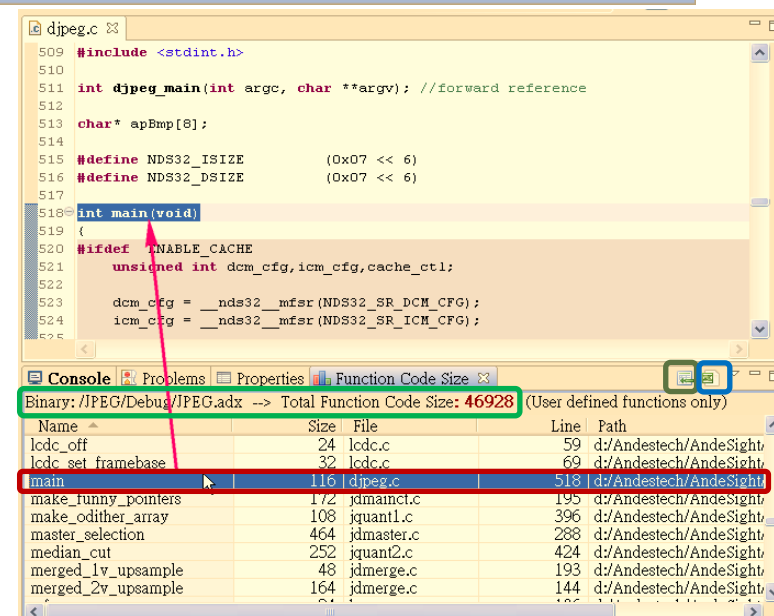 djpeg.c
509 #include <stdint.h>
510
511 int djpeg_main(int argc, char **argv); //forward reference
512
513 char* apBmp[8];
514
515 #define NDS32_ISIZE (0x07 << 6)
516 #define NDS32_DSIZE (0x07 << 6)
517
518 int main(void)
519 {
520 #ifdef ENABLE_CACHE
521 unsigned int dcm_cfg,icm_cfg,cache_ctl;
522
523 dcm_cfg = __nds32__mfsr(NDS32_SR_DCM_CFG);
524 icm_cfg = __nds32__mfsr(NDS32_SR_ICM_CFG);
525
Console Problems Properties Function Code Size
Binary: /JPEG/Debug/JPEG.adx --> Total Function Code Size: 46928 (User defined functions only)
Name Size File Line Path
lcdc_off 24 lcdc.c 59 d:/Andestech/AndeSight/
lcdc_set_framebase 32 lcdc.c 69 d:/Andestech/AndeSight/
main 116 djpeg.c 518 d:/Andestech/AndeSight/
make_funny_pointers 172 jdmainct.c 195 d:/Andestech/AndeSight/
make_odither_array 108 jquant1.c 396 d:/Andestech/AndeSight/
master_selection 464 jdmaster.c 288 d:/Andestech/AndeSight/
median_cut 252 jquant2.c 424 d:/Andestech/AndeSight/
merged_1v_upsample 48 jdmerge.c 193 d:/Andestech/AndeSight/
merged_2v_upsample 164 jdmerge.c 144 d:/Andestech/AndeSight/